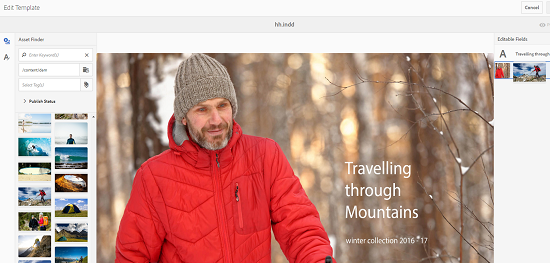 Edit Template
Cancel
hh.indd
Asset Finder
Enter Keyword(s)
/content/dam
Select Tag(s)
Publish Status
Editable Fields
A Travelling through
Travelling
through
Mountains
winter collection 2016 - 17